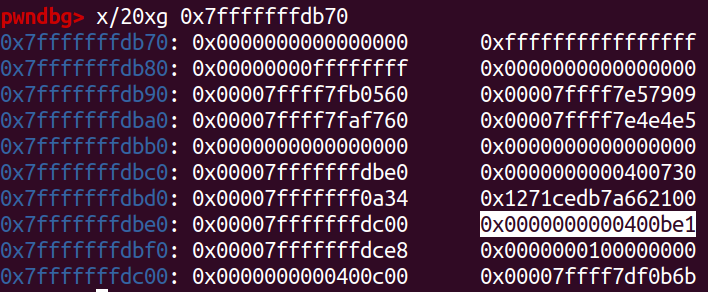 pwndbg> x/20xg 0x7fffffffdb70
0x7fffffffdb70: 0x0000000000000000 0xffffffffffffffff
0x7fffffffdb80: 0x00000000ffffffff 0x0000000000000000
0x7fffffffdb90: 0x00007ffff7fb0560 0x00007ffff7e57909
0x7fffffffdba0: 0x00007ffff7faf760 0x00007ffff7e4e4e5
0x7fffffffdbb0: 0x0000000000000000 0x0000000000000000
0x7fffffffdbc0: 0x00007fffffffdbe0 0x0000000000400730
0x7fffffffdbd0: 0x00007fffffff0a34 0x1271cedb7a662100
0x7fffffffdbe0: 0x00007fffffffdc00 0x0000000000400be1
0x7fffffffdbf0: 0x00007fffffffdce8 0x0000000100000000
0x7fffffffdc00: 0x0000000000400c00 0x00007ffff7df0b6b